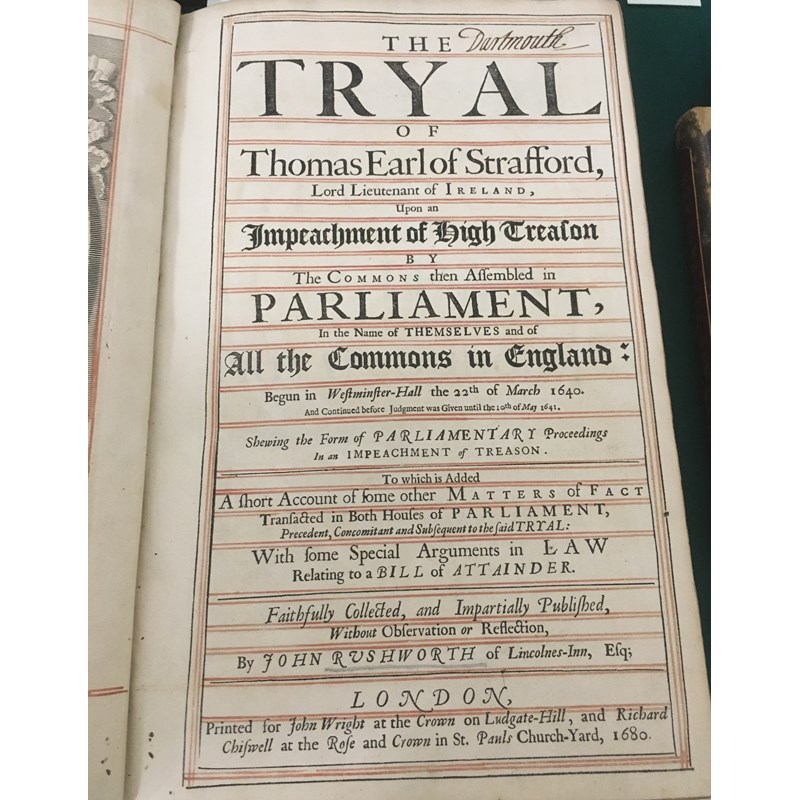 THE Dartmouth
TRYAL
OF
Thomas Earl of Strafford,
Lord Lieutenant of IRELAND,
Upon an
Impeachment of High Treaſon
BY
The COMMONS then Aſſembled in
PARLIAMENT,
In the Name of THEMSELVES and of
All the Commons in England:
Begun in Weſtminſter-Hall the 22th of March 1640.
And Continued before Judgment was Given until the 10th of May 1641.
Shewing the Form of PARLIAMENTARY Proceedings
In an IMPEACHMENT of TREASON.
To which is Added
A ſhort Account of ſome other MATTERS of FACT
Tranſacted in Both Houſes of PARLIAMENT,
Precedent, Concomitant and Subſequent to the ſaid TRYAL:
With ſome Special Arguments in LAW
Relating to a BILL of ATTAINDER.
Faithfully Collected, and Impartially Publiſhed,
Without Obſervation or Reflection,
By JOHN RUSHWORTH of Lincolnes-Inn, Eſq;
LONDON,
Printed for John Wright at the Crown on Ludgate-Hill, and Richard
Chiſwell at the Roſe and Crown in St. Pauls Church-Yard, 1680.